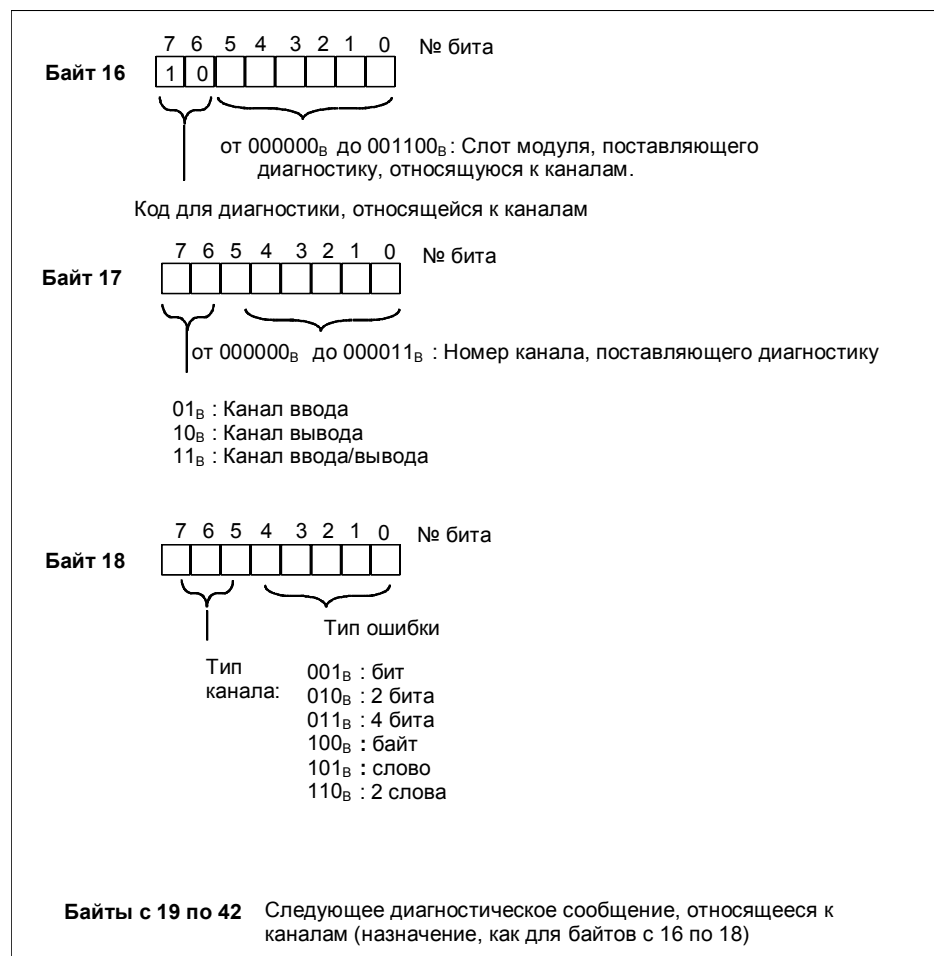 7 6 5 4 3 2 1 0 № бита
Байт 16 1 0
от 000000B до 001100B: Слот модуля, поставляющего
диагностику, относящуюся к каналам.
Код для диагностики, относящейся к каналам
7 6 5 4 3 2 1 0 № бита
Байт 17
от 000000B до 000011B : Номер канала, поставляющего диагностику
01B : Канал ввода
10B : Канал вывода
11B : Канал ввода/вывода
7 6 5 4 3 2 1 0 № бита
Байт 18
Тип ошибки
Тип
канала:
001B : бит
010B : 2 бита
011B : 4 бита
100B : байт
101B : слово
110B : 2 слова
Байты с 19 по 42 Следующее диагностическое сообщение, относящееся к
каналам (назначение, как для байтов с 16 по 18)